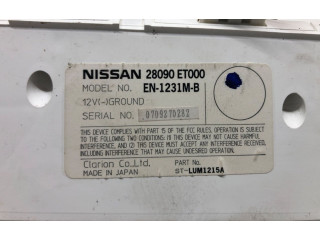 NISSAN 28090 ET000
MODEL NO. EN-1231M-B
12V(-)GROUND
SERIAL NO. 0709270282
THIS DEVICE COMPLIES WITH PART 15 OF THE FCC RULES, OPERATION IS SUBJECT
TO THE FOLLOWING TWO CONDITIONS: (1) THIS DEVICE MAY NOT CAUSE
HARMFUL INTERFERENCE, AND (2) THIS DEVICE MUST ACCEPT ANY
INTERFERENCE RECEIVED, INCLUDING INTERFERENCE THAT MAY CAUSE
UNDESIRED OPERATION.
Clarion Co.,Ltd. PART No.
MADE IN JAPAN ST-LUM1215A